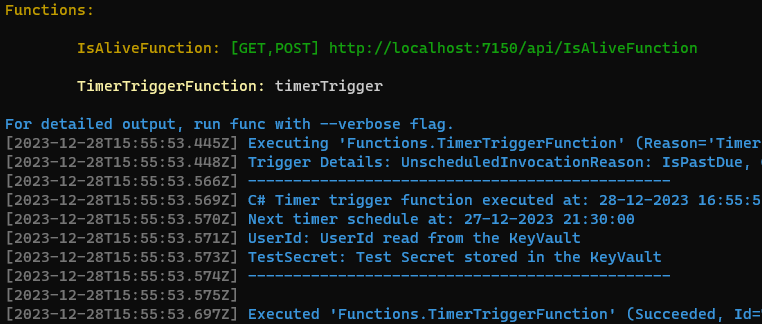 Functions:
IsAliveFunction: [GET,POST] http://localhost:7150/api/IsAliveFunction
TimerTriggerFunction: timerTrigger
For detailed output, run func with --verbose flag.
[2023-12-28T15:55:53.445Z] Executing 'Functions.TimerTriggerFunction' (Reason='Timer
[2023-12-28T15:55:53.448Z] Trigger Details: UnscheduledInvocationReason: IsPastDue,
[2023-12-28T15:55:53.566Z] -----------------------------------------------
[2023-12-28T15:55:53.569Z] C# Timer trigger function executed at: 28-12-2023 16:55:5
[2023-12-28T15:55:53.570Z] Next timer schedule at: 27-12-2023 21:30:00
[2023-12-28T15:55:53.571Z] UserId: UserId read from the KeyVault
[2023-12-28T15:55:53.573Z] TestSecret: Test Secret stored in the KeyVault
[2023-12-28T15:55:53.574Z] -----------------------------------------------
[2023-12-28T15:55:53.575Z]
[2023-12-28T15:55:53.697Z] Executed 'Functions.TimerTriggerFunction' (Succeeded, Id=